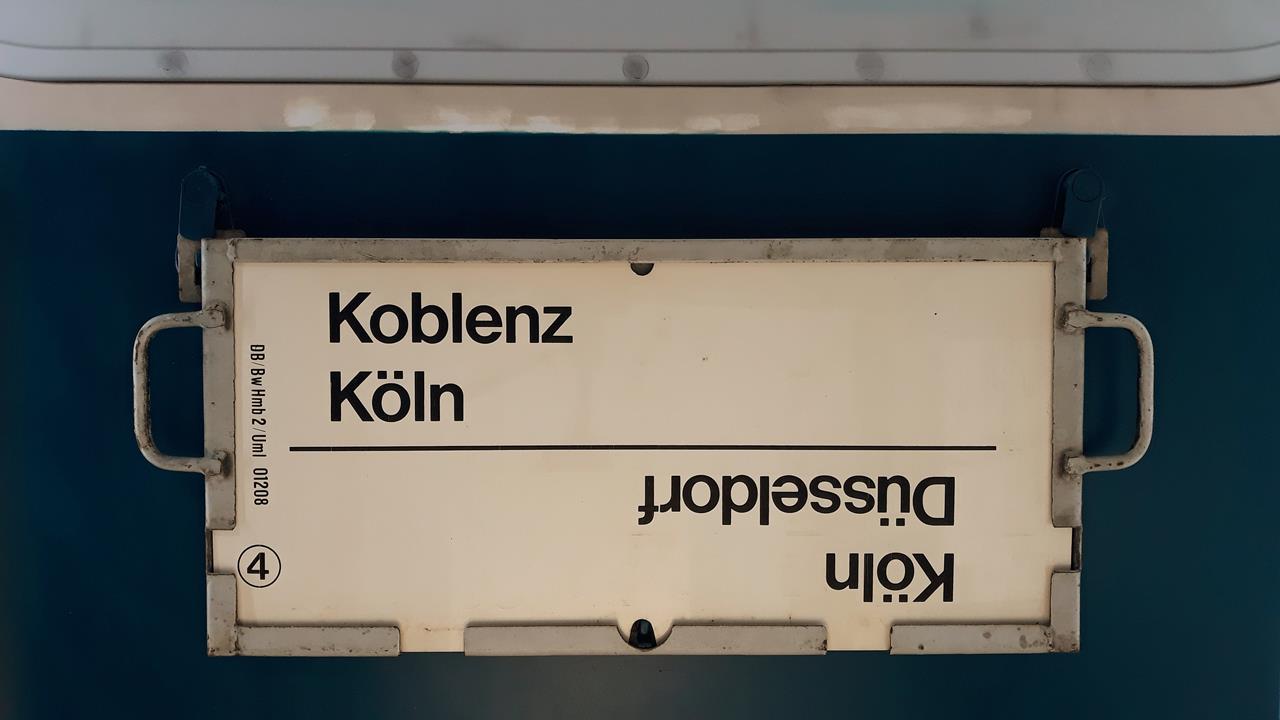 Koblenz
Köln
Köln
Düsseldorf
DB/Bw Hmb 2/Uml 01208
4